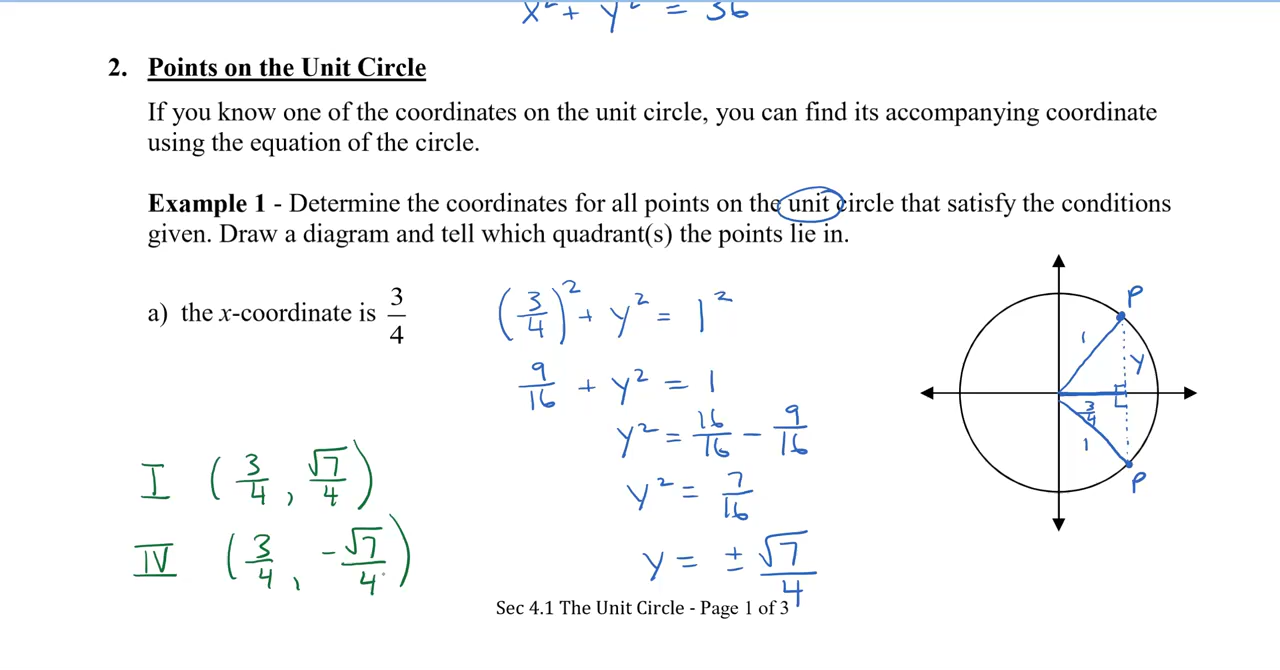 x² + y² = 36
2. Points on the Unit Circle
If you know one of the coordinates on the unit circle, you can find its accompanying coordinate
using the equation of the circle.
Example 1 - Determine the coordinates for all points on the unit circle that satisfy the conditions
given. Draw a diagram and tell which quadrant(s) the points lie in.
a) the x-coordinate is 3/4
(3/4)² + y² = 1²
9/16 + y² = 1
y² = 16/16 - 9/16
y² = 7/16
y = ± √7/4
I (3/4, √7/4)
IV (3/4, -√7/4)
P
1
y
3/4
1
P
Sec 4.1 The Unit Circle - Page 1 of 3